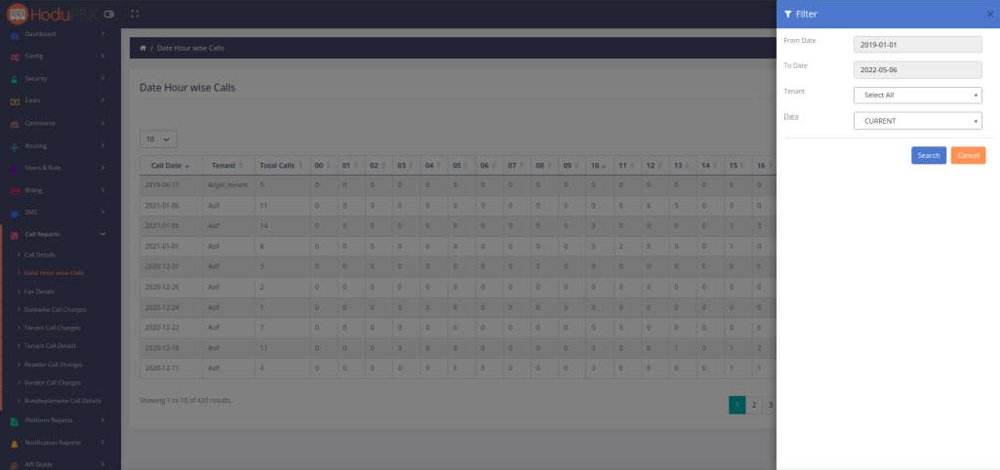 HoduPBX
Filter
Dashboard
Config
Security
Costs
Commerce
Routing
Users & Role
Billing
SMS
Call Reports
Call Details
Date Hour wise Calls
Fax Details
Datewise Call Charges
Tenant Call Charges
Tenant Call Details
Reseller Call Charges
Vendor Call Charges
Platform Reports
Notification Reports
API Guide
/ Date Hour wise Calls
Date Hour wise Calls
10
Call Date Tenant Total Calls 00 01 02 03 04 05 06 07 08 09 10 11 12 13 14 15 16
2019-06-17 Anjali_tenant 5 0 0 0 0 0 0 0 0 0 0 0 0 0 0 0 0 0
2021-01-06 Asif 11 0 0 0 0 0 0 0 0 0 0 0 0 6 5 0 0 0
2021-01-05 Asif 14 0 0 0 0 0 0 0 0 0 0 0 0 0 0 0 1 3
2021-01-01 Asif 8 0 0 0 0 0 0 0 0 0 0 5 2 0 0 0 1 0
2020-12-31 Asif 3 0 0 0 0 0 0 0 0 0 0 0 0 0 0 0 0 0
2020-12-26 Asif 2 0 0 0 0 0 0 0 0 0 0 0 0 0 0 0 0 0
2020-12-24 Asif 1 0 0 0 0 0 0 0 0 0 0 0 0 0 0 0 0 0
2020-12-22 Asif 7 0 0 0 0 0 0 0 0 0 0 0 0 0 0 0 0 6
2020-12-18 Asif 11 0 0 0 0 0 0 0 0 0 0 0 0 0 1 0 1 2
2020-12-11 Asif 4 0 0 0 0 0 0 0 0 0 0 0 0 0 0 0 1 1
Showing 1 to 10 of 420 results.
1 2 3
From Date 2019-01-01
To Date 2022-05-06
Tenant Select All
Data CURRENT
Search Cancel